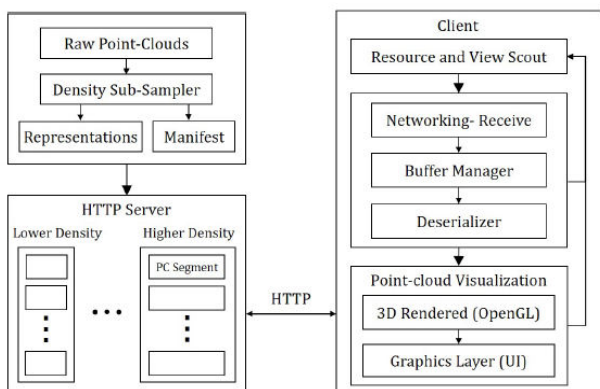 Raw Point-Clouds
Density Sub-Sampler
Representations
Manifest
HTTP Server
Lower Density
Higher Density
PC Segment
HTTP
Client
Resource and View Scout
Networking- Receive
Buffer Manager
Deserializer
Point-cloud Visualization
3D Rendered (OpenGL)
Graphics Layer (UI)